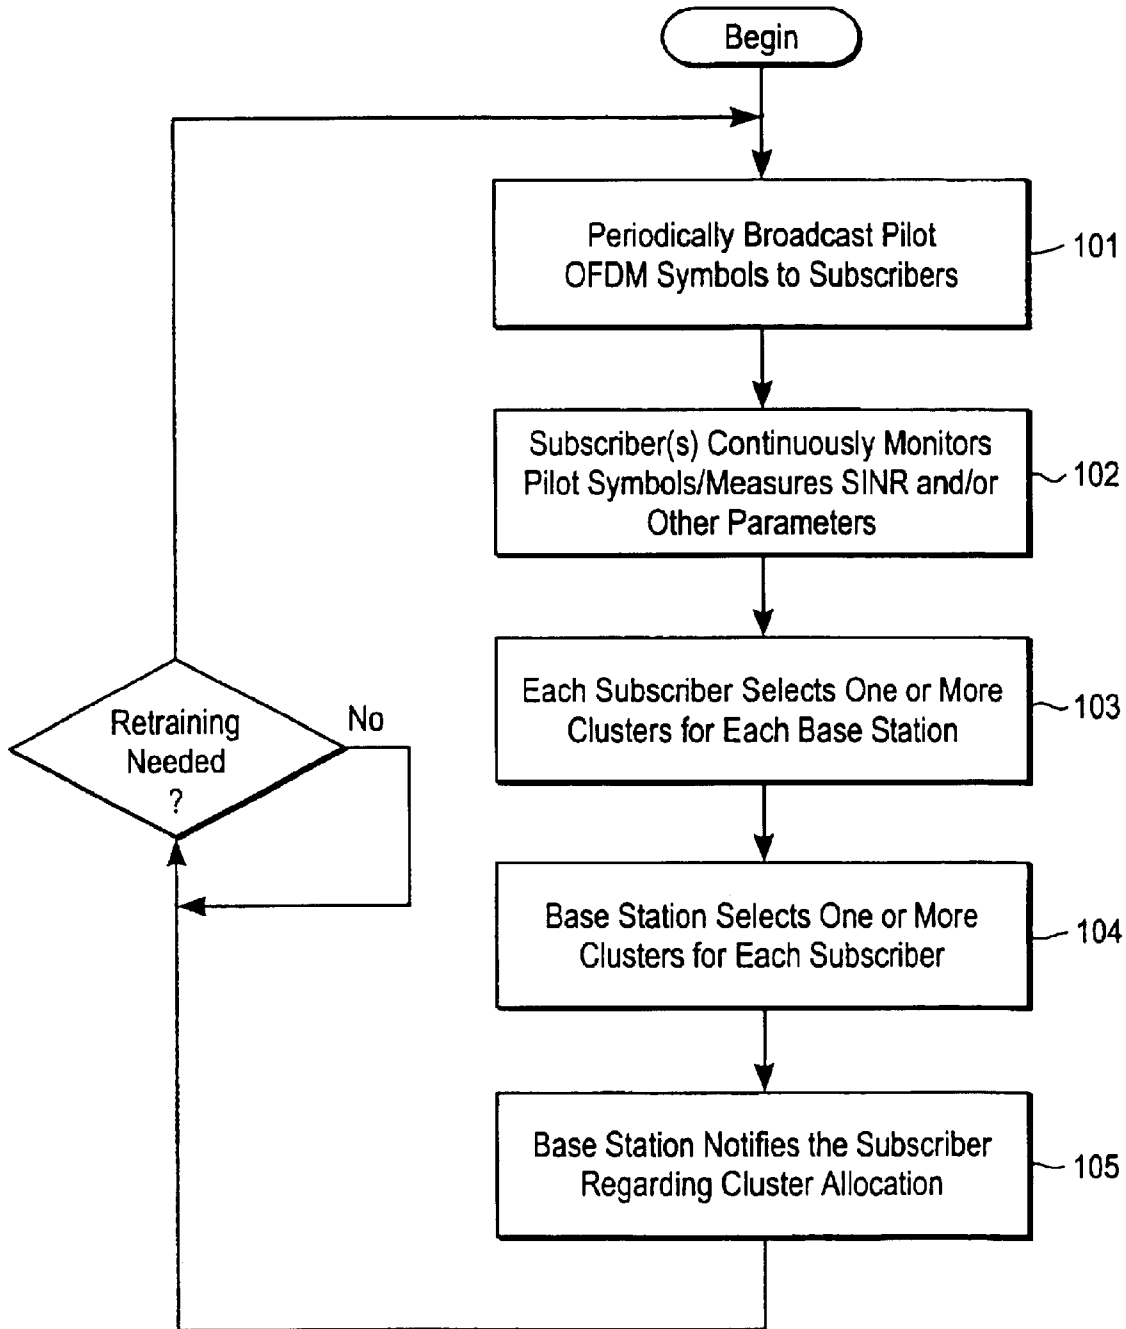 Begin
Periodically Broadcast Pilot
OFDM Symbols to Subscribers
101
Subscriber(s) Continuously Monitors
Pilot Symbols/Measures SINR and/or
Other Parameters
102
Each Subscriber Selects One or More
Clusters for Each Base Station
103
Retraining
Needed
?
No
Base Station Selects One or More
Clusters for Each Subscriber
104
Base Station Notifies the Subscriber
Regarding Cluster Allocation
105